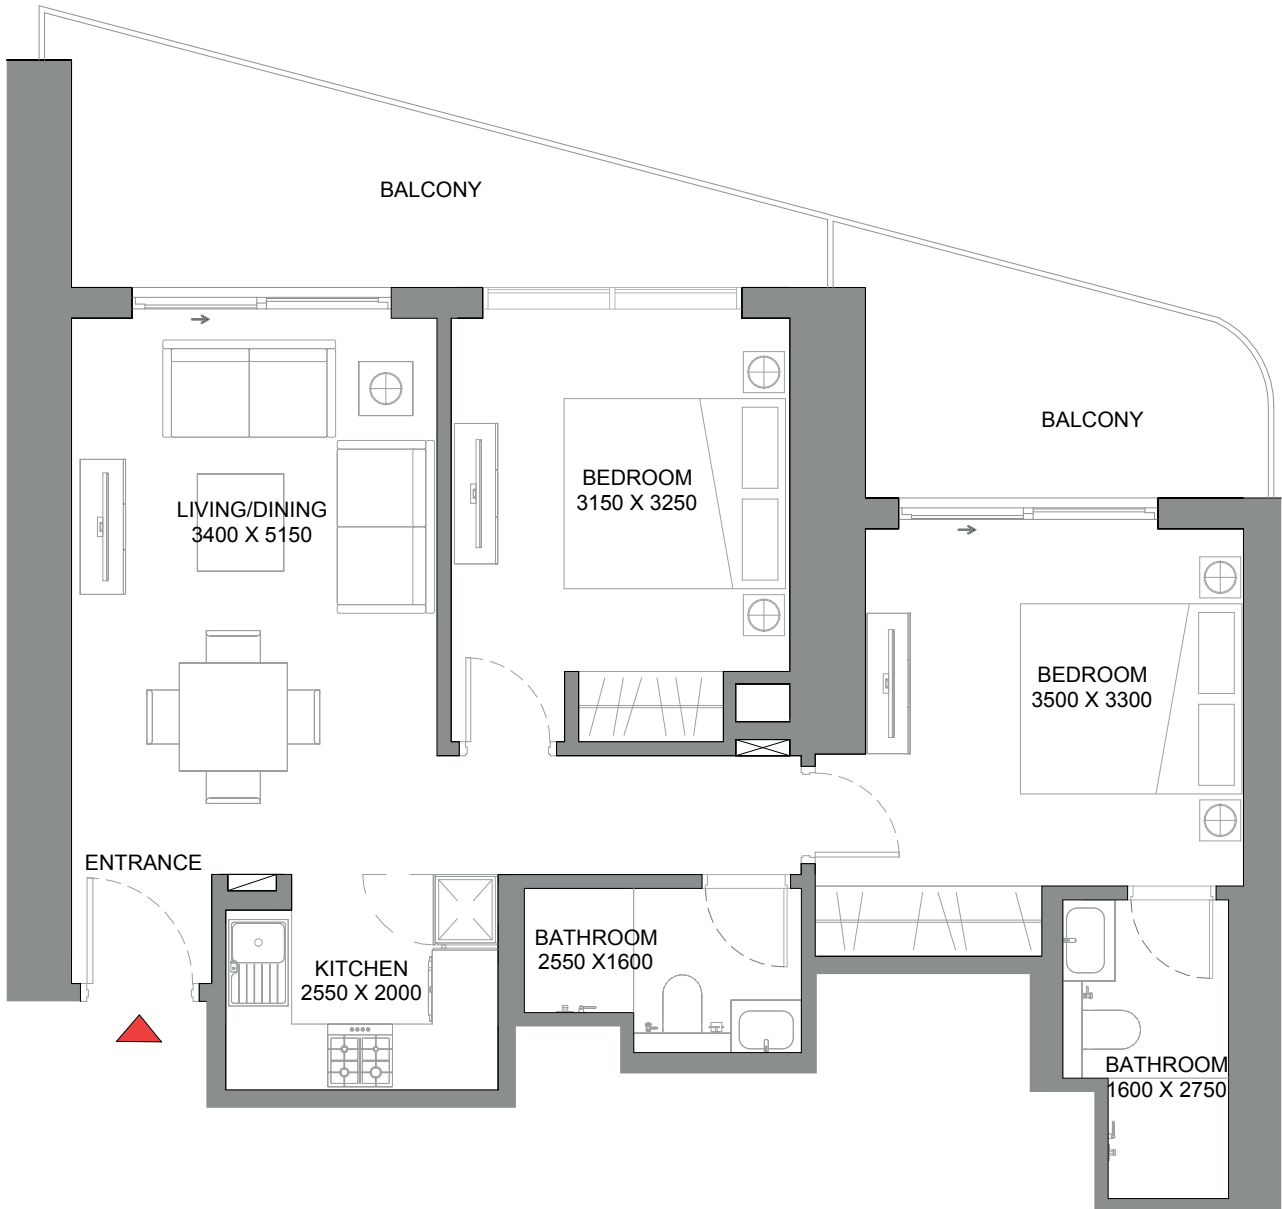 BALCONY
BALCONY
BEDROOM
3150 X 3250
LIVING/DINING
3400 X 5150
BEDROOM
3500 X 3300
ENTRANCE
BATHROOM
2550 X1600
KITCHEN
2550 X 2000
BATHROOM
1600 X 2750